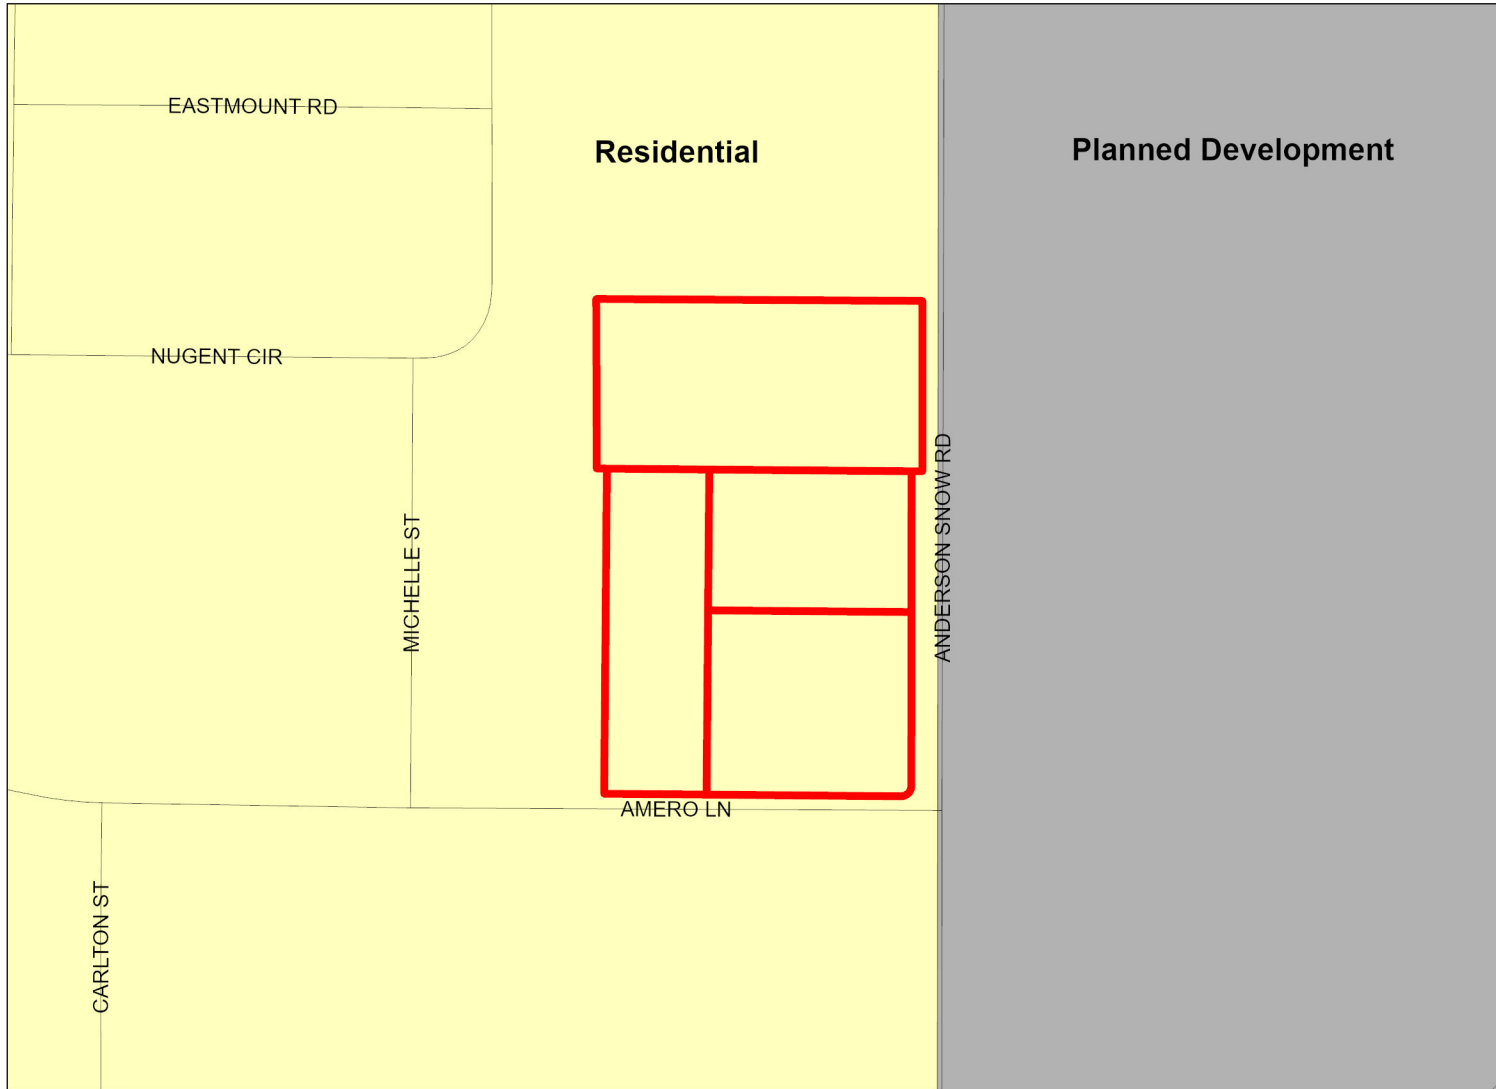 EASTMOUNT RD
Residential
Planned Development
NUGENT CIR
MICHELLE ST
ANDERSON SNOW RD
AMERO LN
CARLTON ST